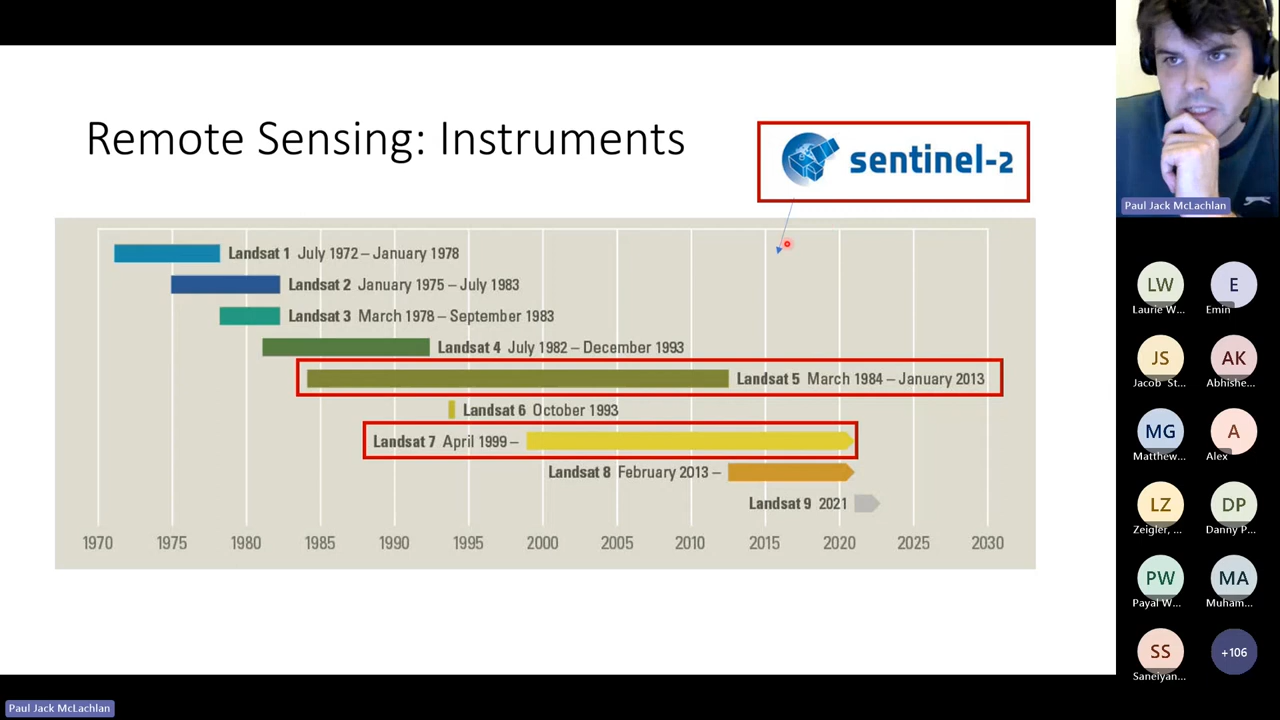 Remote Sensing: Instruments
sentinel-2
Landsat 1 July 1972 – January 1978
Landsat 2 January 1975 – July 1983
Landsat 3 March 1978 – September 1983
Landsat 4 July 1982 – December 1993
Landsat 5 March 1984 – January 2013
Landsat 6 October 1993
Landsat 7 April 1999 –
Landsat 8 February 2013 –
Landsat 9 2021
1970 1975 1980 1985 1990 1995 2000 2005 2010 2015 2020 2025 2030
Paul Jack McLachlan
LW E
Laurie W... Emin
JS AK
Jacob St... Abhishe...
MG A
Matthew... Alex
LZ DP
Zeigler, ... Danny P...
PW MA
Payal W... Muham...
SS +106
Saneiyan...
Paul Jack McLachlan